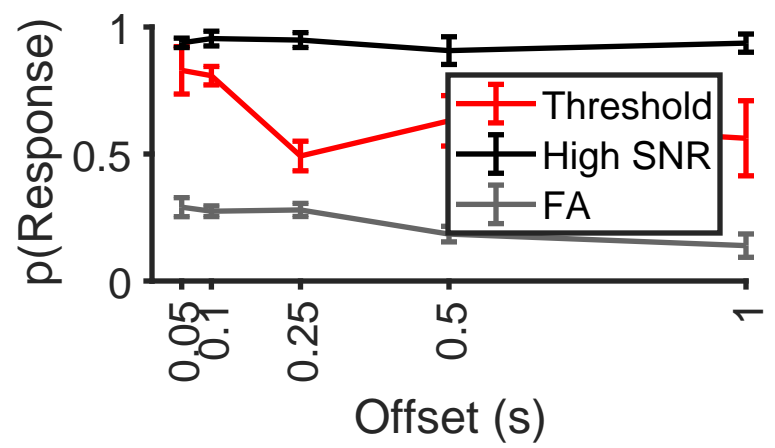 p(Response)
1
0.5
0
Threshold
High SNR
FA
0.05
0.1
0.25
0.5
1
Offset (s)